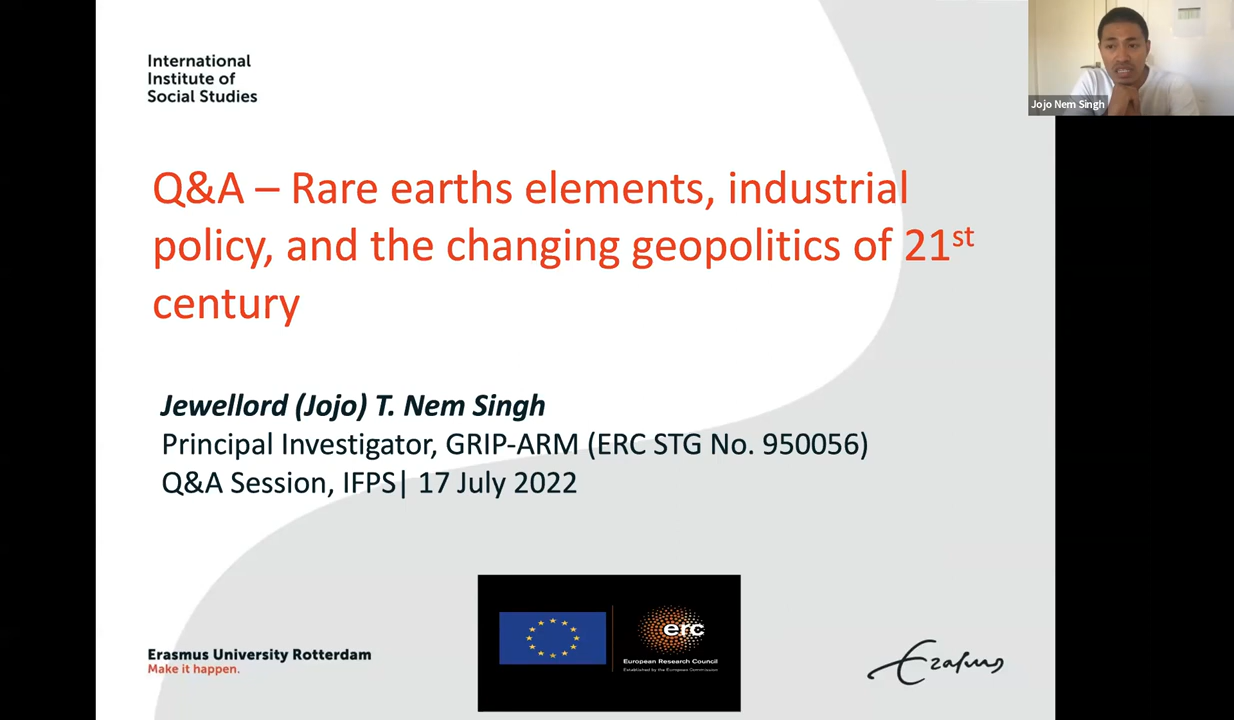 International
Institute of
Social Studies
Jojo Nem Singh
Q&A – Rare earths elements, industrial
policy, and the changing geopolitics of 21st
century
Jewellord (Jojo) T. Nem Singh
Principal Investigator, GRIP-ARM (ERC STG No. 950056)
Q&A Session, IFPS| 17 July 2022
erc
European Research Council
Established by the European Commission
Erasmus University Rotterdam
Make it happen.
Erasmus